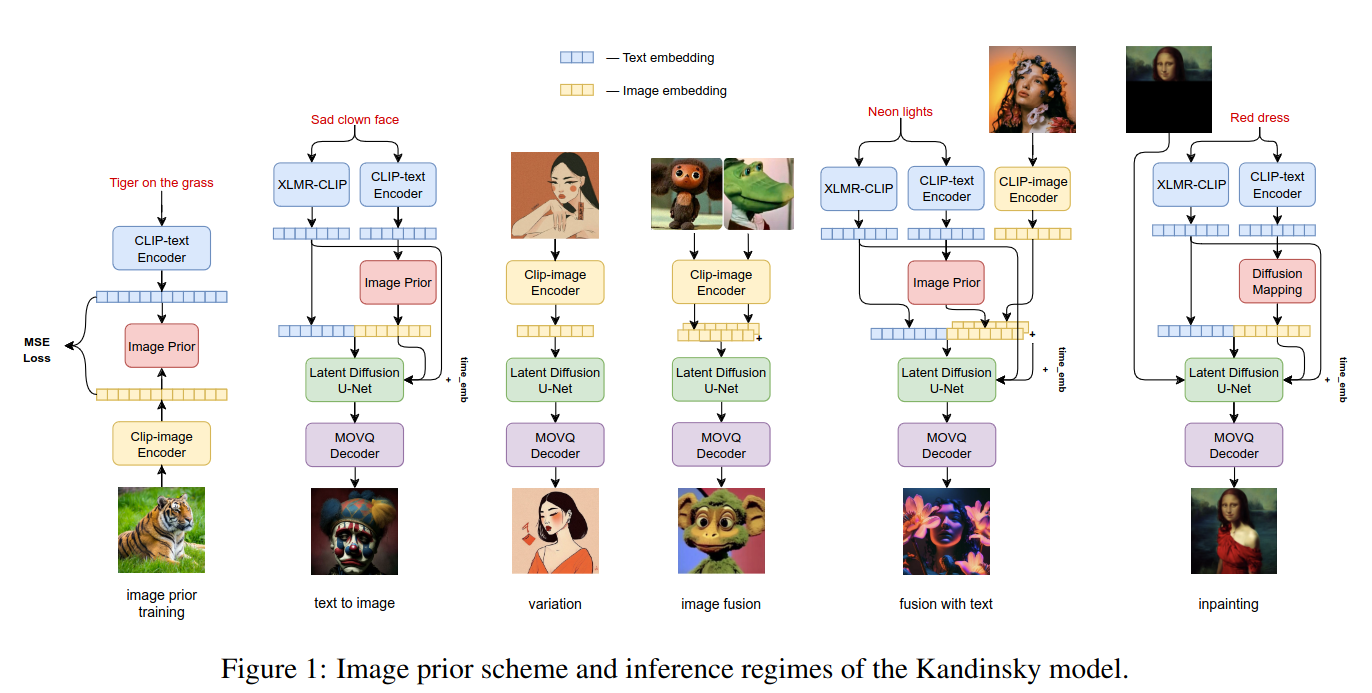 — Text embedding
— Image embedding
Tiger on the grass
CLIP-text
Encoder
MSE
Loss
Image Prior
Clip-image
Encoder
image prior
training
Sad clown face
XLMR-CLIP
CLIP-text
Encoder
Image Prior
Latent Diffusion
U-Net
+
time_emb
MOVQ
Decoder
text to image
Clip-image
Encoder
Latent Diffusion
U-Net
MOVQ
Decoder
variation
Clip-image
Encoder
+
Latent Diffusion
U-Net
MOVQ
Decoder
image fusion
Neon lights
XLMR-CLIP
CLIP-text
Encoder
CLIP-image
Encoder
Image Prior
+
Latent Diffusion
U-Net
+
time_emb
MOVQ
Decoder
fusion with text
Red dress
XLMR-CLIP
CLIP-text
Encoder
Diffusion
Mapping
Latent Diffusion
U-Net
+
time_emb
MOVQ
Decoder
inpainting
Figure 1: Image prior scheme and inference regimes of the Kandinsky model.